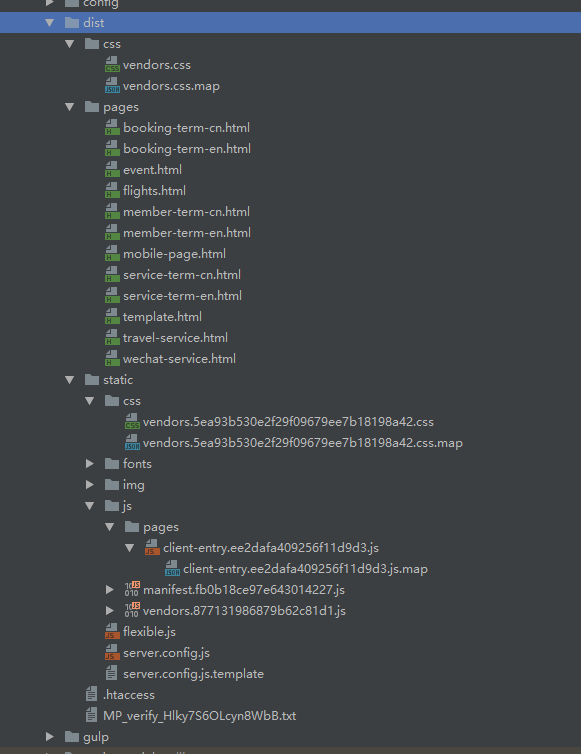 config
dist
css
vendors.css
vendors.css.map
pages
booking-term-cn.html
booking-term-en.html
event.html
flights.html
member-term-cn.html
member-term-en.html
mobile-page.html
service-term-cn.html
service-term-en.html
template.html
travel-service.html
wechat-service.html
static
css
vendors.5ea93b530e2f29f09679ee7b18198a42.css
vendors.5ea93b530e2f29f09679ee7b18198a42.css.map
fonts
img
js
pages
client-entry.ee2dafa409256f11d9d3.js
client-entry.ee2dafa409256f11d9d3.js.map
manifest.fb0b18ce97e643014227.js
vendors.877131986879b62c81d1.js
flexible.js
server.config.js
server.config.js.template
.htaccess
MP_verify_Hlky7S6OLcyn8WbB.txt
gulp